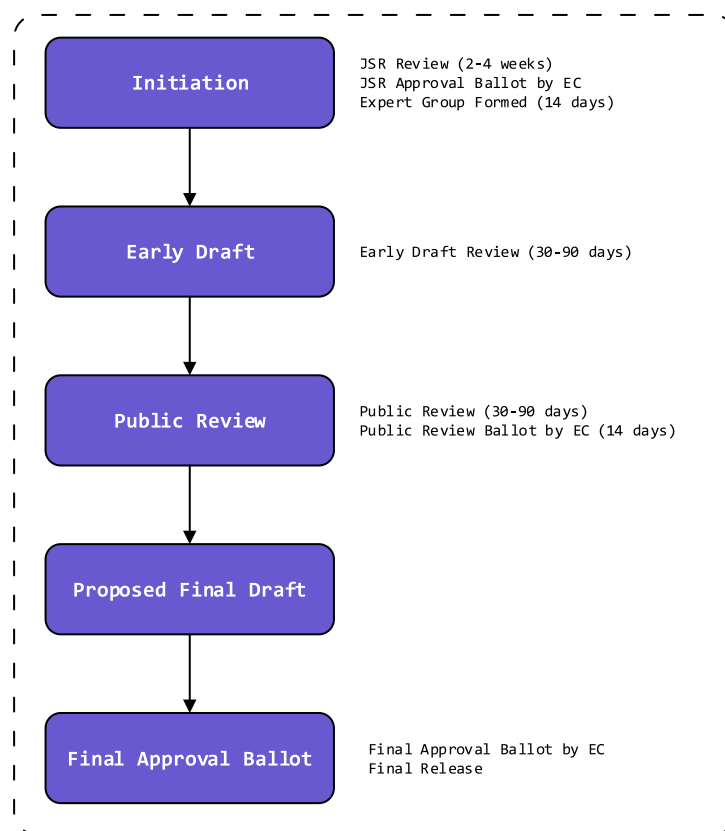 Initiation
JSR Review (2-4 weeks)
JSR Approval Ballot by EC
Expert Group Formed (14 days)
Early Draft
Early Draft Review (30-90 days)
Public Review
Public Review (30-90 days)
Public Review Ballot by EC (14 days)
Proposed Final Draft
Final Approval Ballot
Final Approval Ballot by EC
Final Release